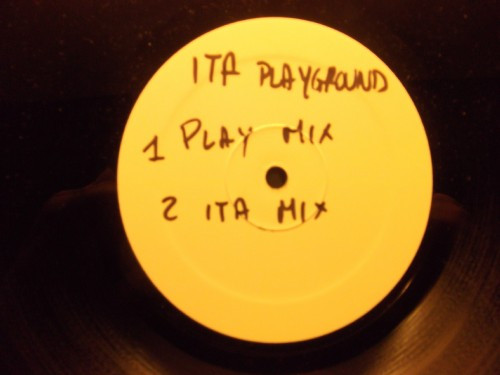 ITA PLAYGROUND
1 PLAY MIX
2 ITA MIX